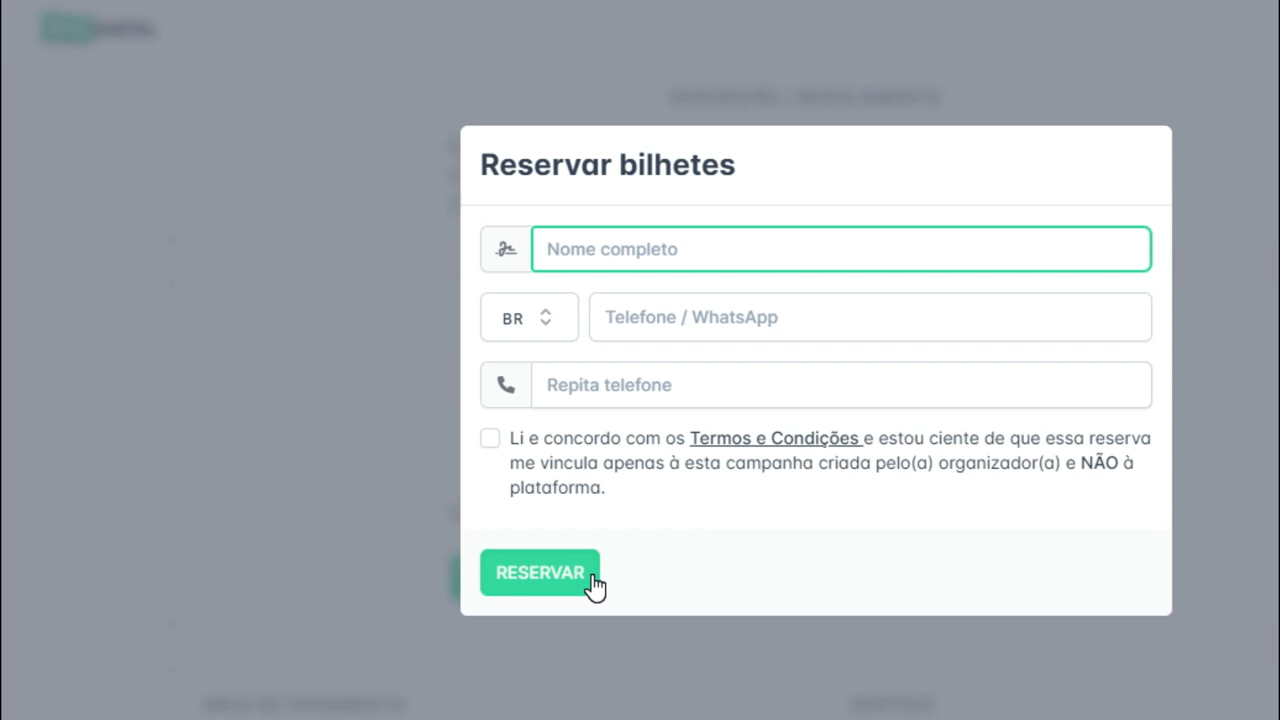 Reservar bilhetes
Nome completo
BR
Telefone / WhatsApp
Repita telefone
Li e concordo com os Termos e Condições e estou ciente de que essa reserva
me vincula apenas à esta campanha criada pelo(a) organizador(a) e NÃO à
plataforma.
RESERVAR